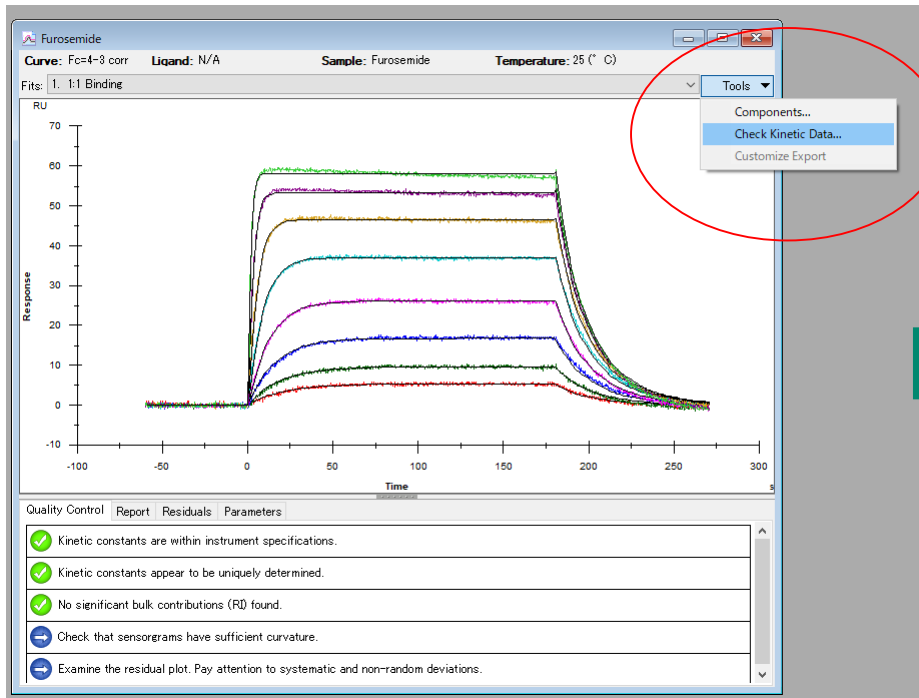 Furosemide
Curve: Fc=4-3 corr Ligand: N/A Sample: Furosemide Temperature: 25 (° C)
Fits: 1. 1:1 Binding Tools
Components...
Check Kinetic Data...
Customize Export
RU
70
60
50
40
30
20
10
0
-10
Response
-100 -50 0 50 100 150 200 250 300
Time
s
Quality Control Report Residuals Parameters
Kinetic constants are within instrument specifications.
Kinetic constants appear to be uniquely determined.
No significant bulk contributions (RI) found.
Check that sensorgrams have sufficient curvature.
Examine the residual plot. Pay attention to systematic and non-random deviations.